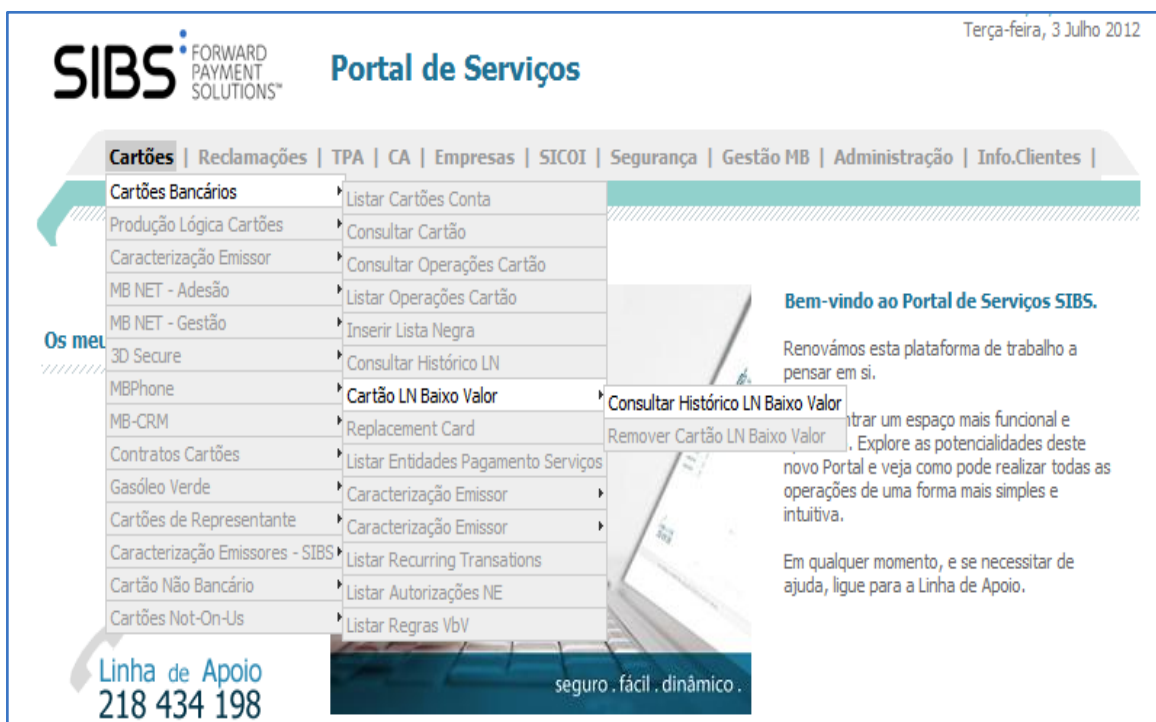 Terça-feira, 3 Julho 2012
SIBS FORWARD PAYMENT SOLUTIONS™
Portal de Serviços
Cartões | Reclamações | TPA | CA | Empresas | SICOI | Segurança | Gestão MB | Administração | Info.Clientes |
Cartões Bancários
Produção Lógica Cartões
Caracterização Emissor
MB NET - Adesão
MB NET - Gestão
3D Secure
MBPhone
MB-CRM
Contratos Cartões
Gasóleo Verde
Cartões de Representante
Caracterização Emissores - SIBS
Cartão Não Bancário
Cartões Not-On-Us
Listar Cartões Conta
Consultar Cartão
Consultar Operações Cartão
Listar Operações Cartão
Inserir Lista Negra
Consultar Histórico LN
Cartão LN Baixo Valor
Replacement Card
Listar Entidades Pagamento Serviços
Caracterização Emissor
Caracterização Emissor
Listar Recurring Transations
Listar Autorizações NE
Listar Regras VbV
Consultar Histórico LN Baixo Valor
Remover Cartão LN Baixo Valor
Os meu
Bem-vindo ao Portal de Serviços SIBS.
Renovámos esta plataforma de trabalho a
pensar em si.
um espaço mais funcional e
Explore as potencialidades deste
novo Portal e veja como pode realizar todas as
operações de uma forma mais simples e
intuitiva.
Em qualquer momento, e se necessitar de
ajuda, ligue para a Linha de Apoio.
Linha de Apoio
218 434 198
seguro . fácil . dinâmico .